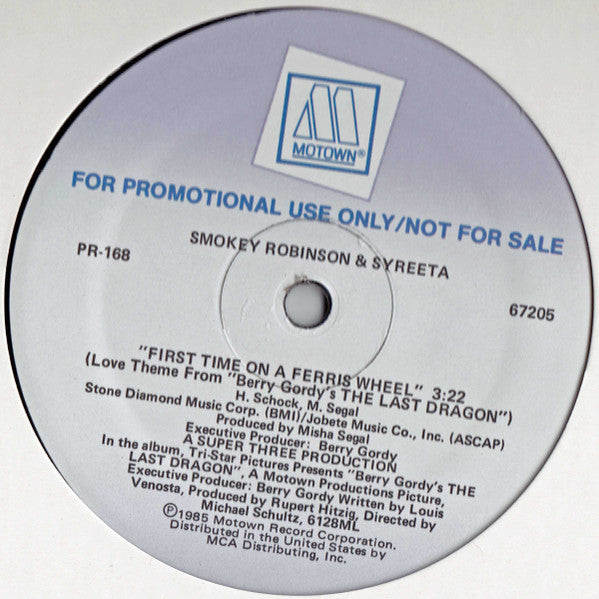 MOTOWN®
FOR PROMOTIONAL USE ONLY/NOT FOR SALE
SMOKEY ROBINSON & SYREETA
PR-168
67205
"FIRST TIME ON A FERRIS WHEEL" 3:22
(Love Theme From "Berry Gordy's THE LAST DRAGON")
H. Schock, M. Segal
Stone Diamond Music Corp. (BMI)/Jobete Music Co., Inc. (ASCAP)
Produced by Misha Segal
Executive Producer: Berry Gordy
A SUPER THREE PRODUCTION
In the album, Tri-Star Pictures Presents "Berry Gordy's THE
LAST DRAGON", A Motown Productions Picture,
Executive Producer: Berry Gordy Written by Louis
Venosta, Produced by Rupert Hitzig, Directed by
Michael Schultz, 6128ML
Ⓟ1985 Motown Record Corporation.
Distributed in the United States by
MCA Distributing, Inc.